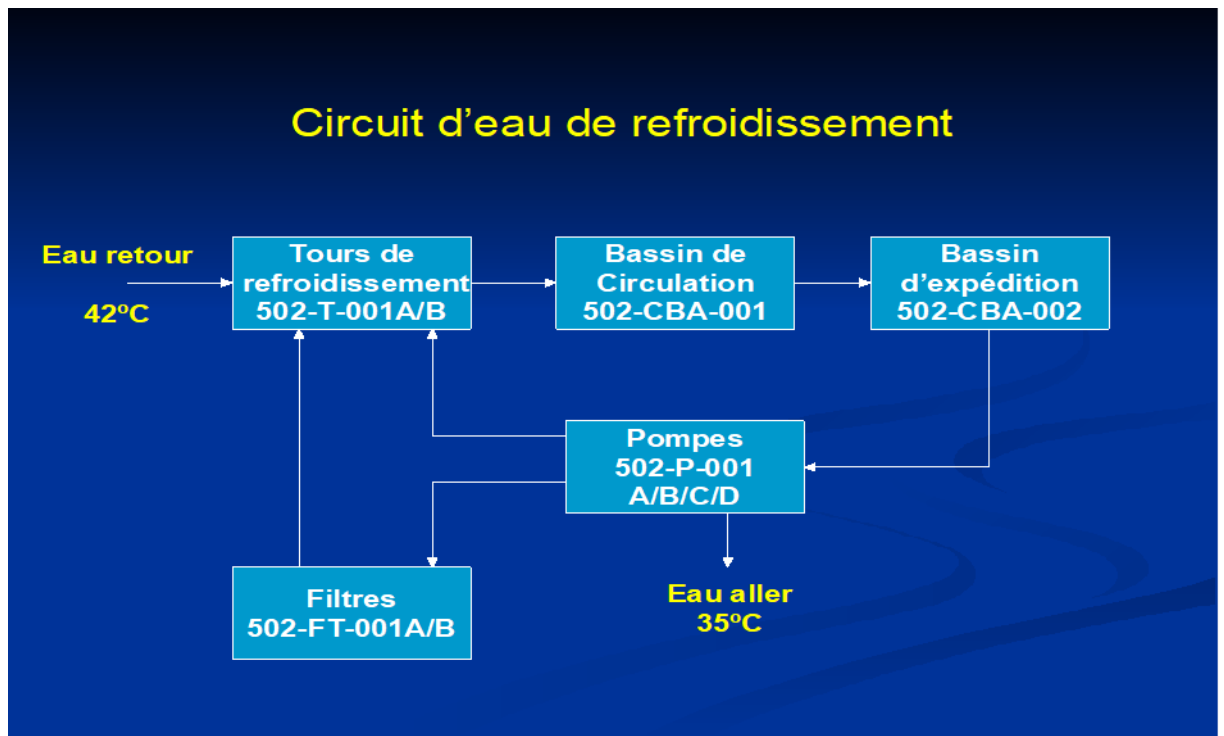 Circuit d’eau de refroidissement
Eau retour
42ºC
Tours de
refroidissement
502-T-001A/B
Bassin de
Circulation
502-CBA-001
Bassin
d’expédition
502-CBA-002
Pompes
502-P-001
A/B/C/D
Filtres
502-FT-001A/B
Eau aller
35ºC